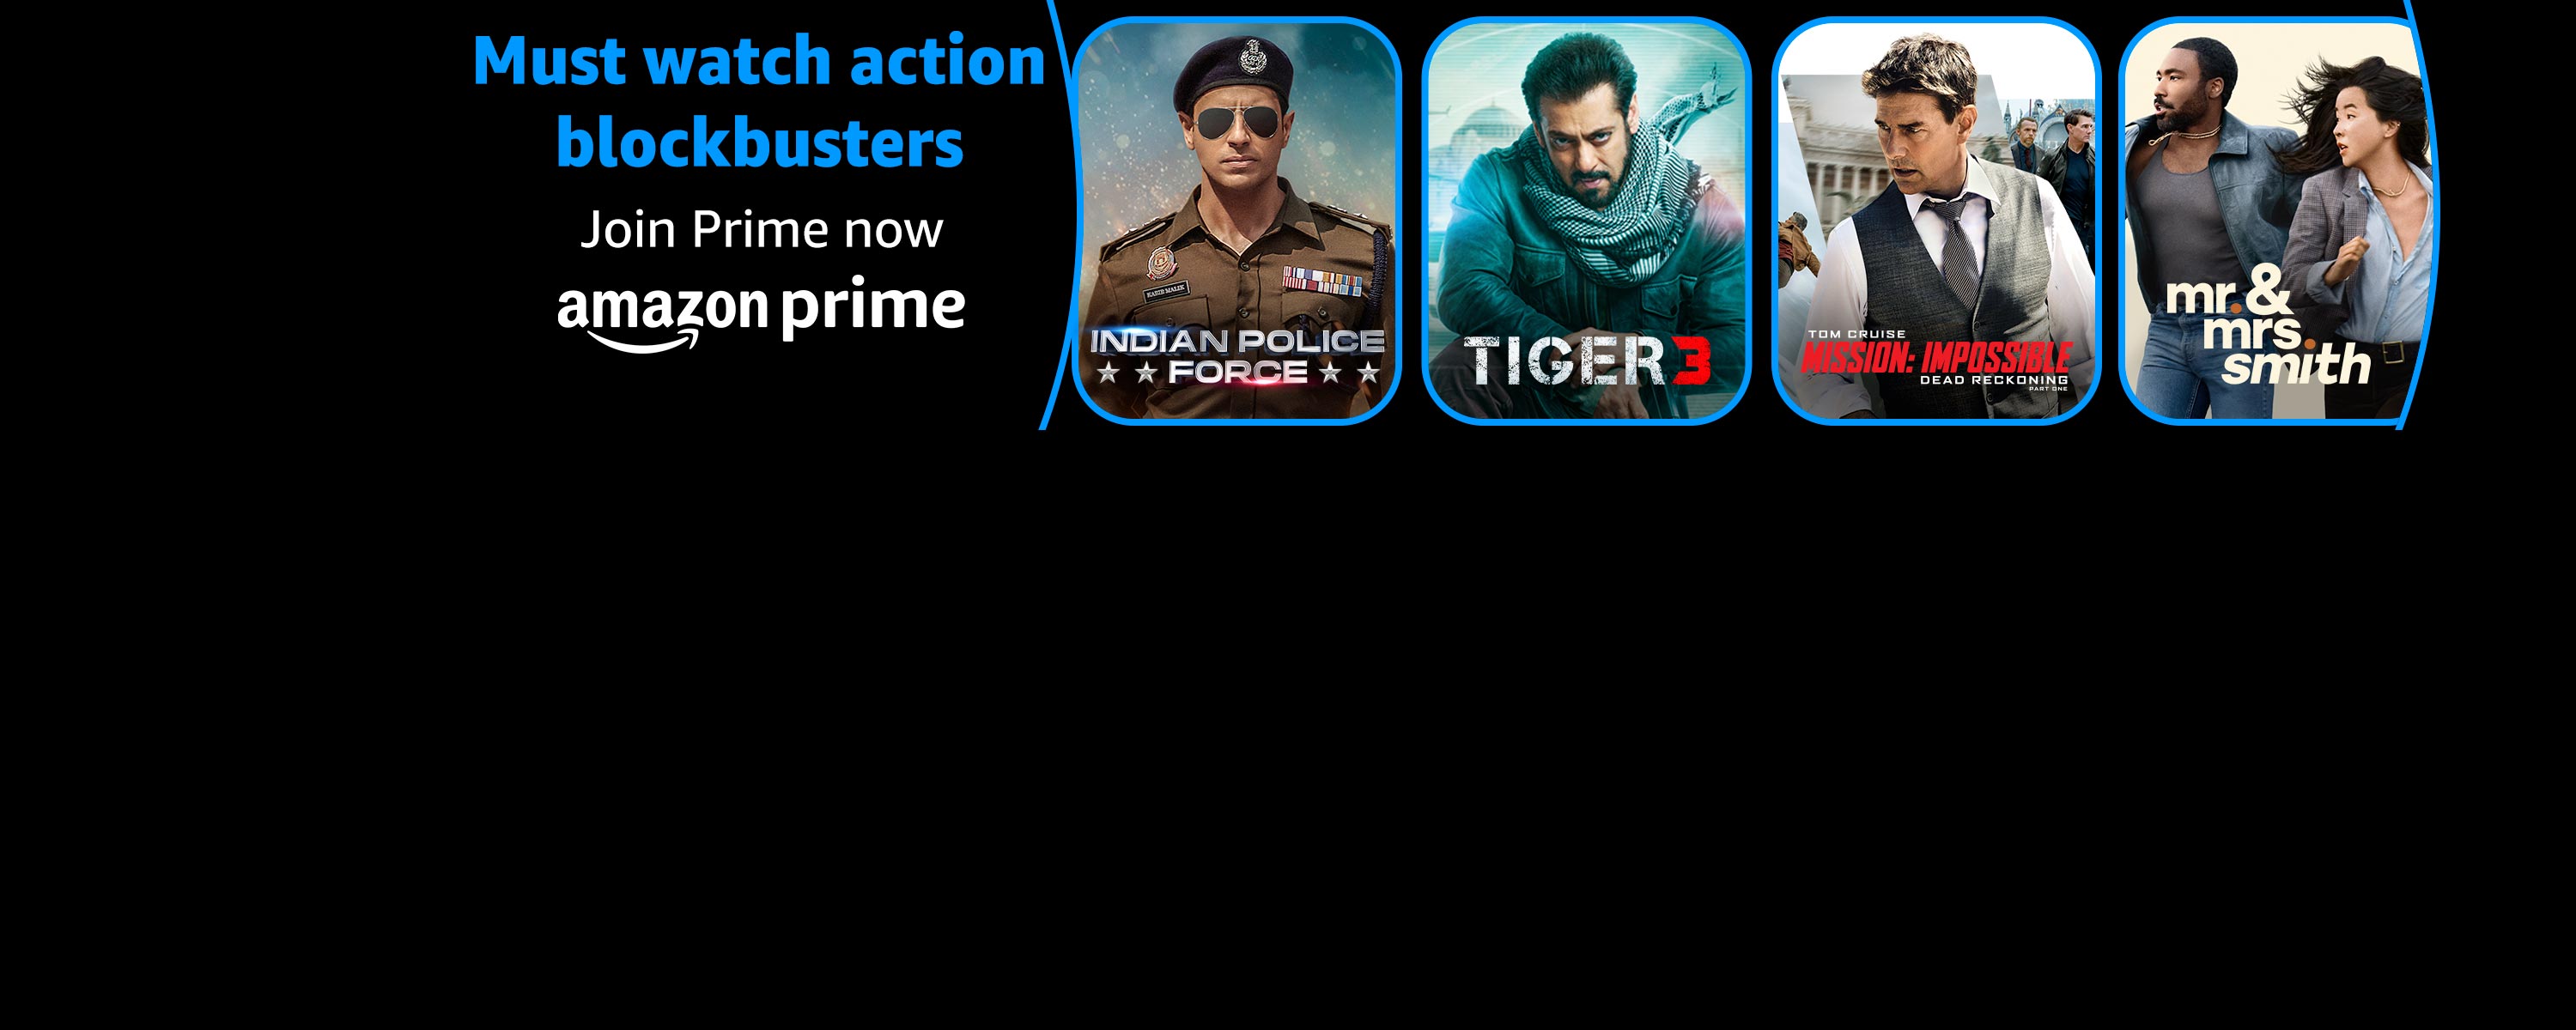 Must watch action
blockbusters
Join Prime now
amazon prime
KABIR MALIK
INDIAN POLICE
FORCE
TIGER 3
TOM CRUISE
MISSION: IMPOSSIBLE
DEAD RECKONING
PART ONE
mr. &
mrs.
smith